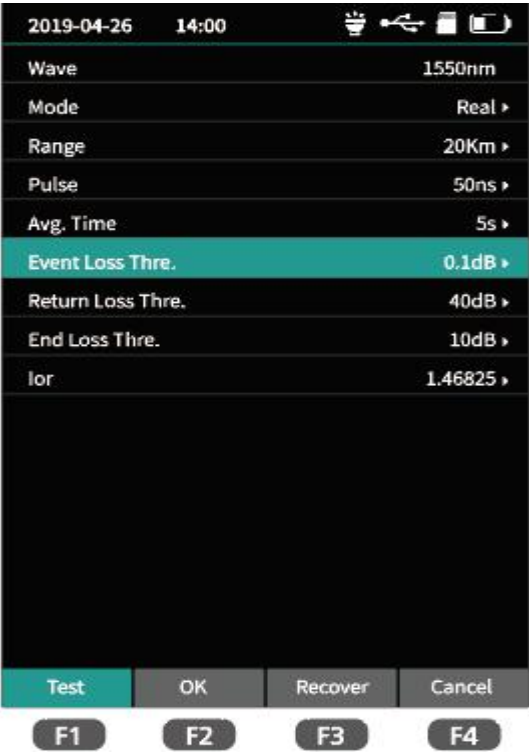 2019-04-26 14:00
Wave 1550nm
Mode Real
Range 20Km
Pulse 50ns
Avg. Time 5s
Event Loss Thre. 0.1dB
Return Loss Thre. 40dB
End Loss Thre. 10dB
Ior 1.46825
Test OK Recover Cancel
F1 F2 F3 F4